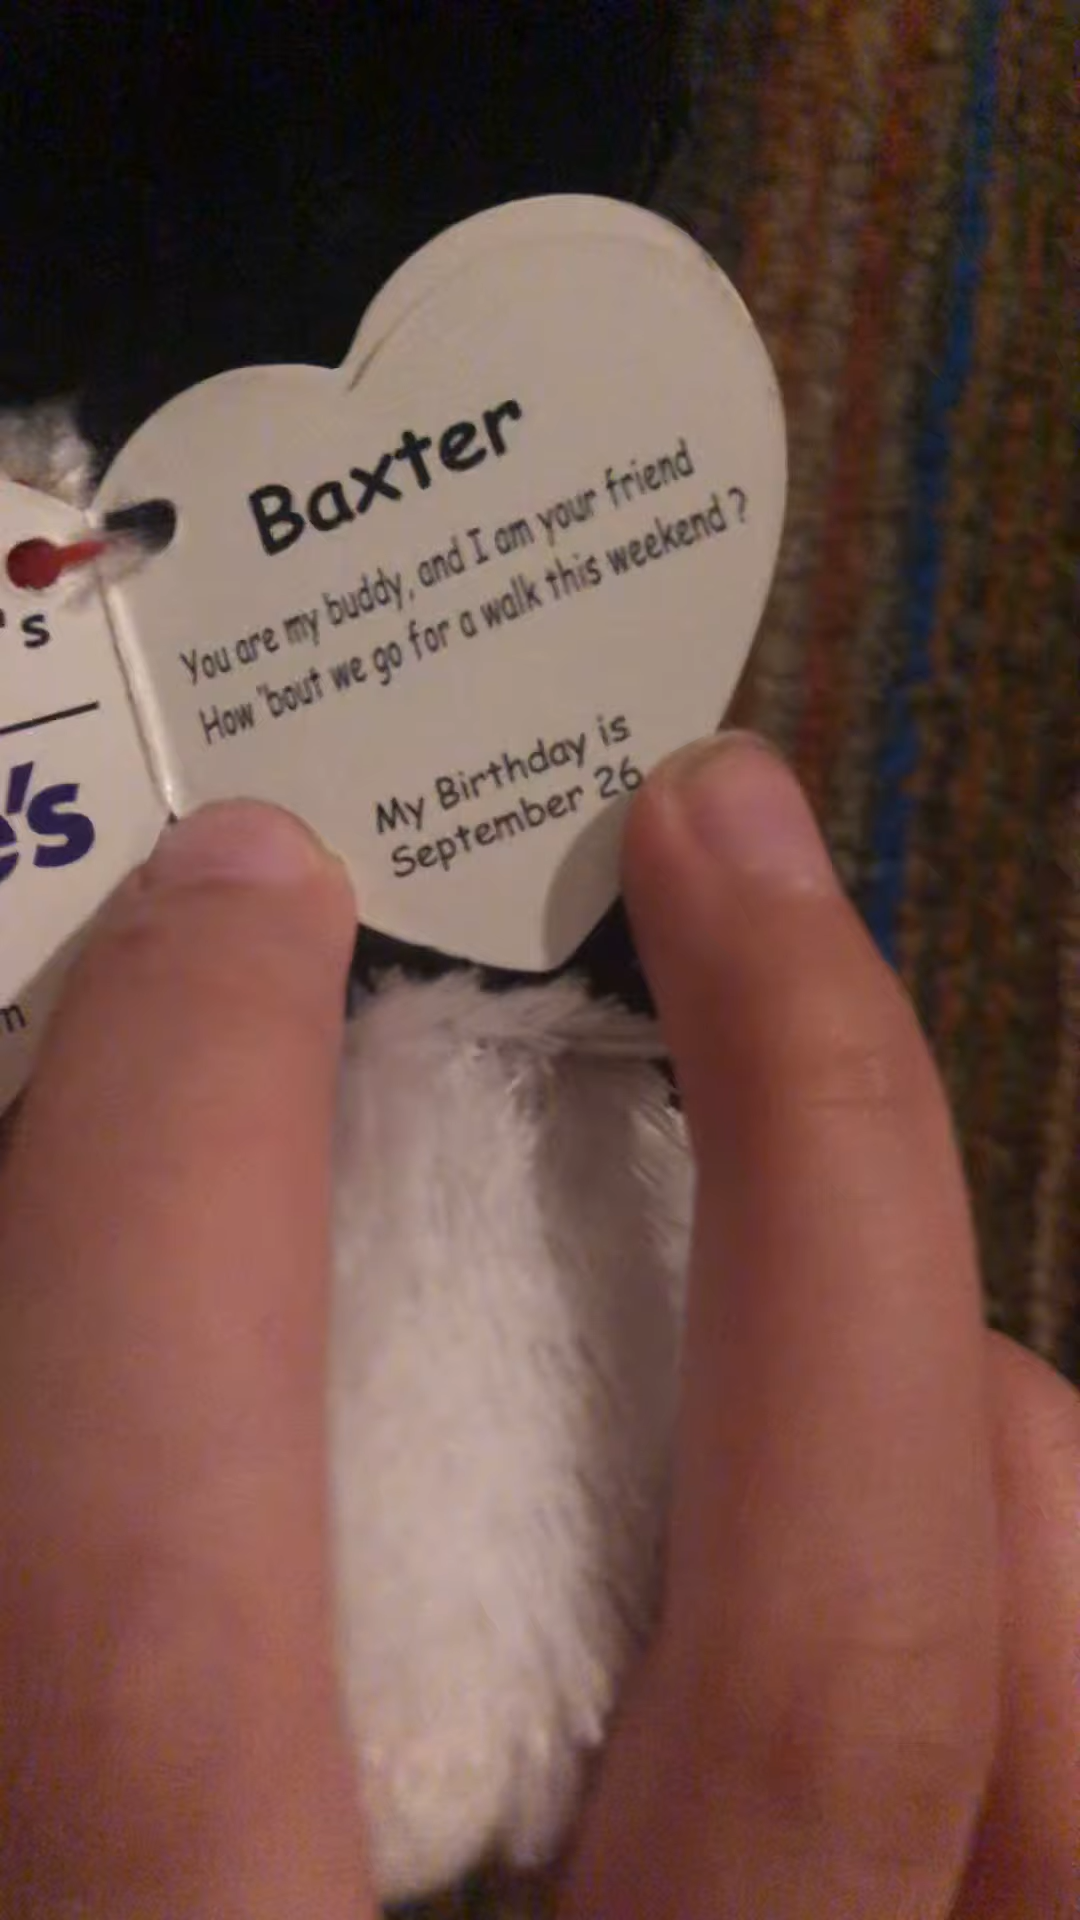 's
e's
m
Baxter
You are my buddy, and I am your friend
How 'bout we go for a walk this weekend ?
My Birthday is
September 26